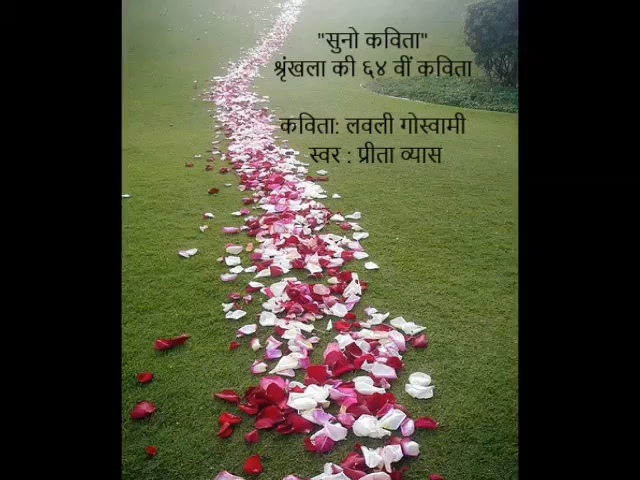 "सुनो कविता"
श्रृंखला की ६४ वीं कविता
कविता: लवली गोस्वामी
स्वर : प्रीता व्यास